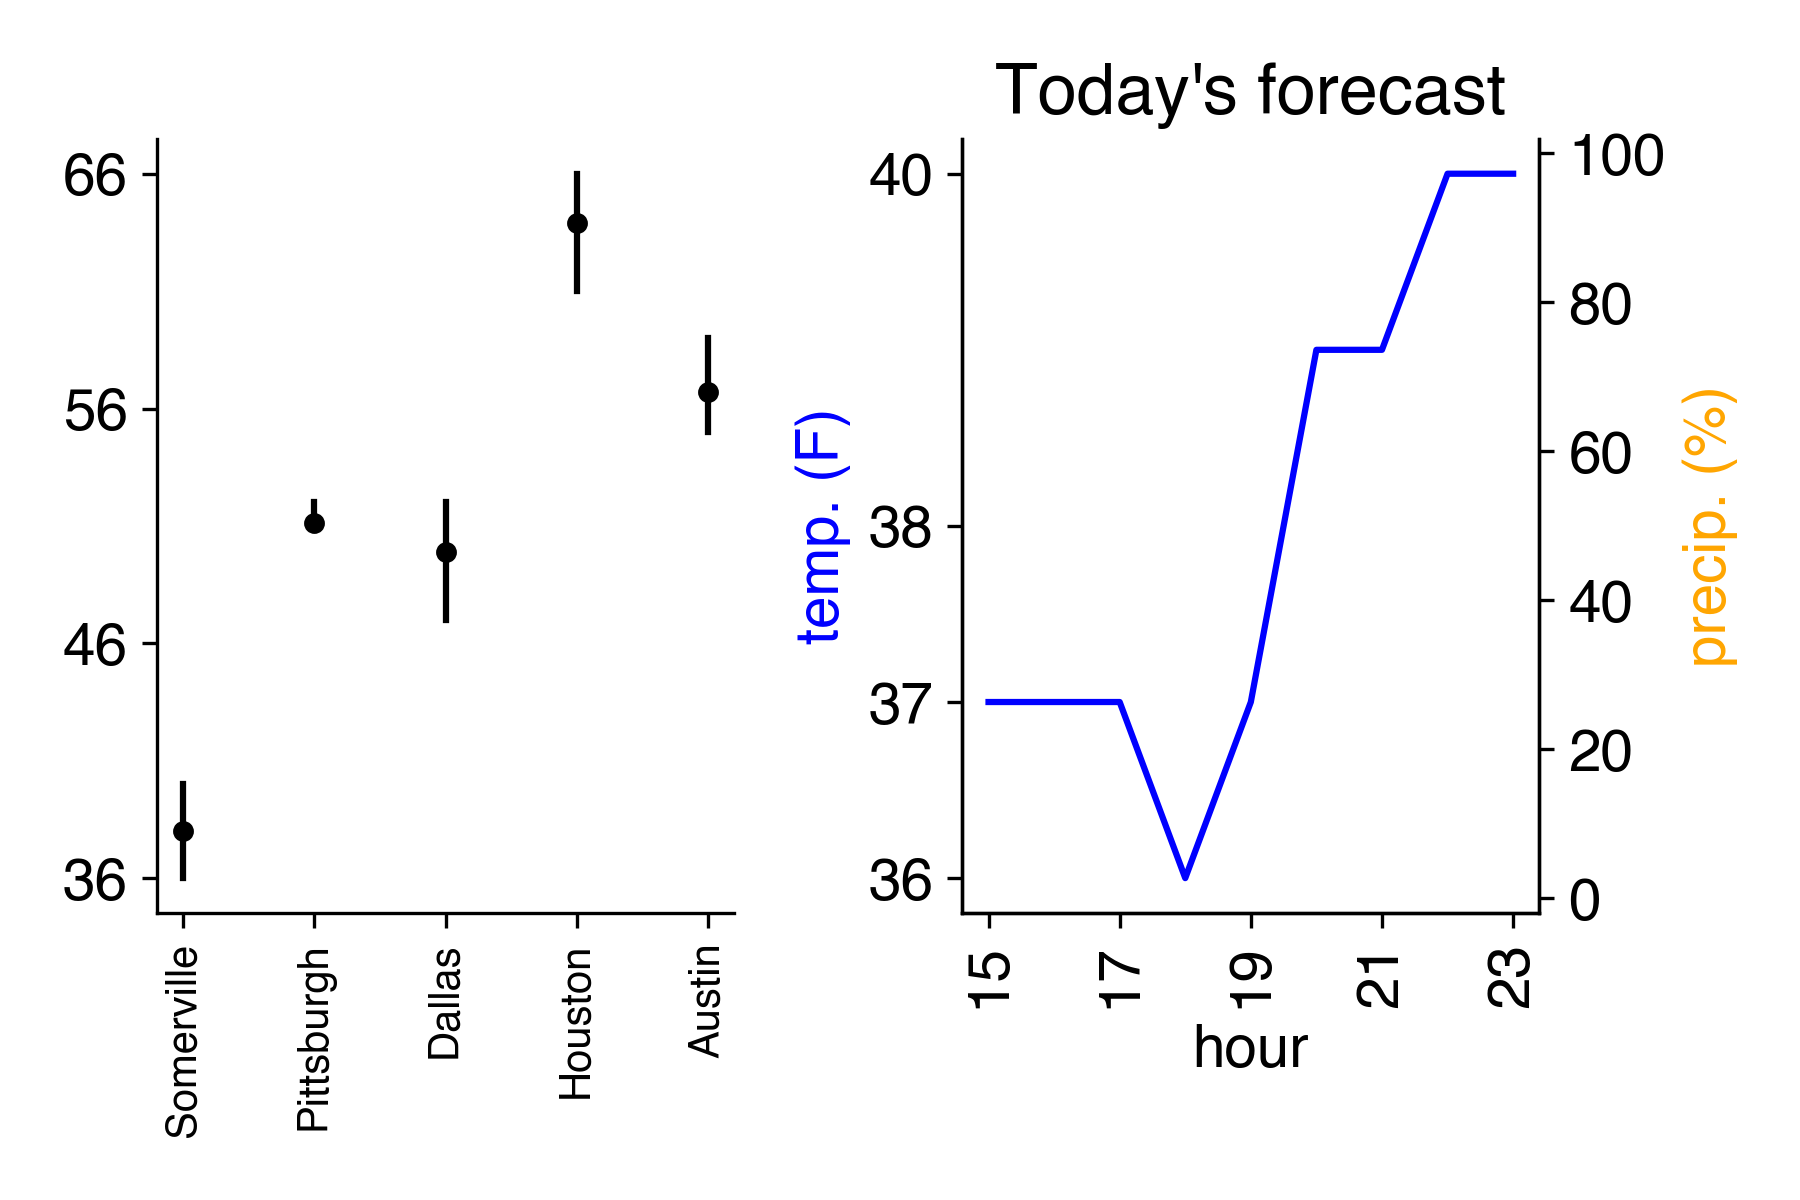 Today's forecast
66
56
46
36
Somerville
Pittsburgh
Dallas
Houston
Austin
temp. (F)
40
38
37
36
15
17
19
21
23
hour
100
80
60
40
20
0
precip. (%)